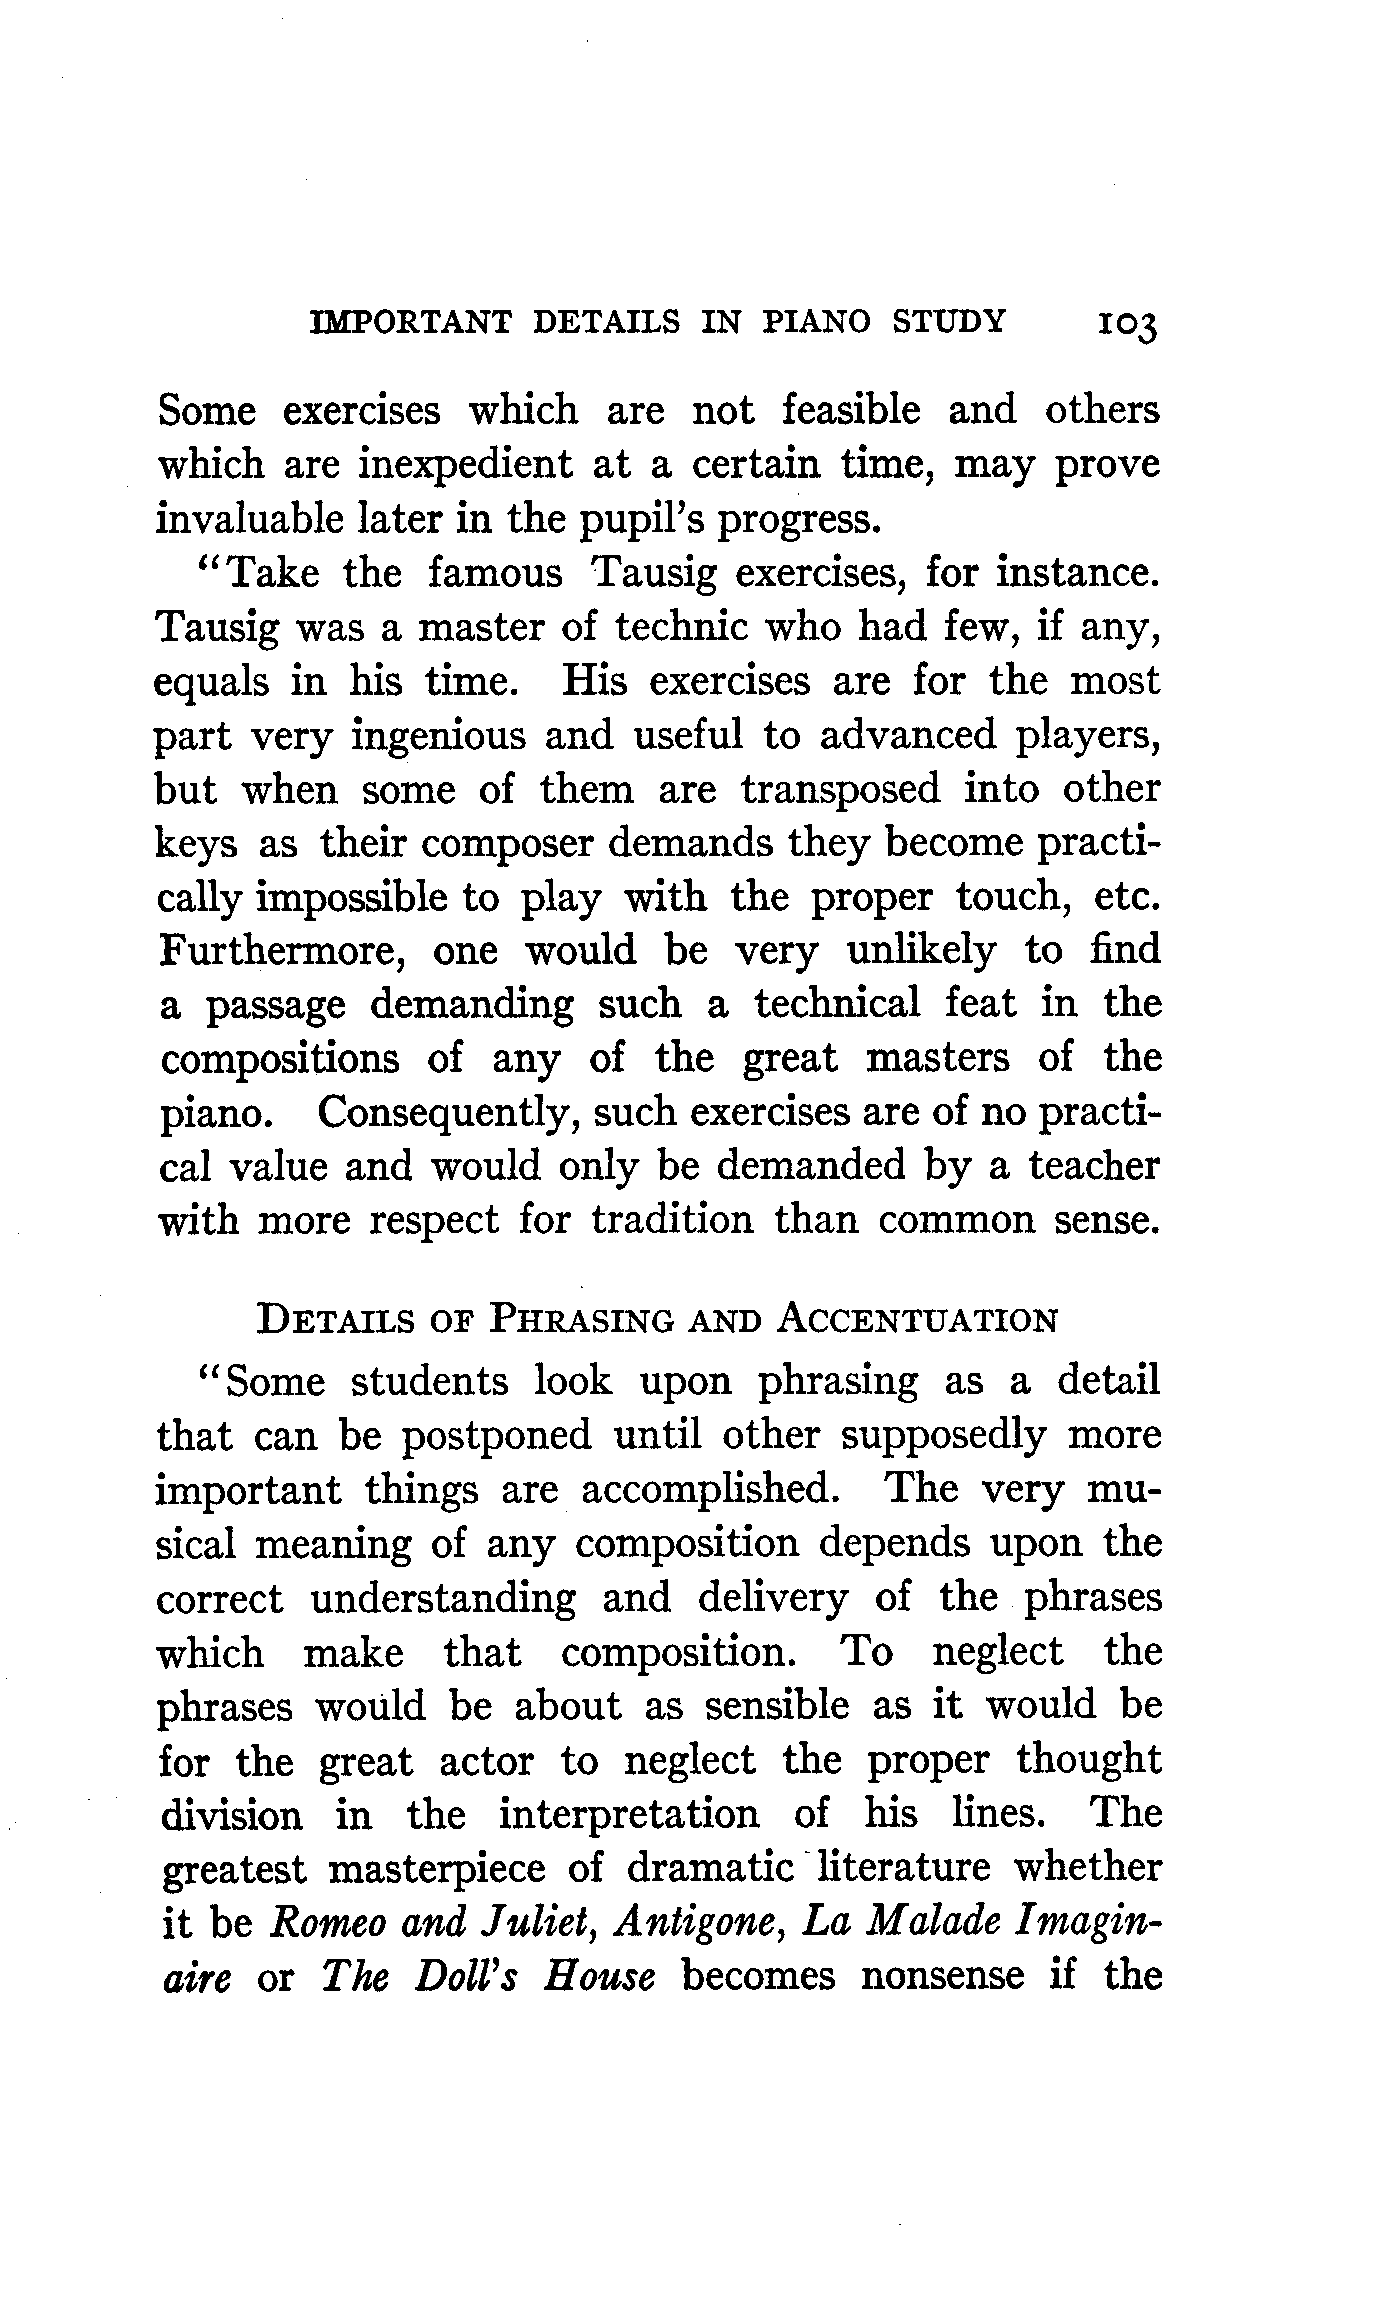 IMPORTANT DETAILS IN PIANO STUDY 103
Some exercises which are not feasible and others
which are inexpedient at a certain time, may prove
invaluable later in the pupil's progress.
“Take the famous Tausig exercises, for instance.
Tausig was a master of technic who had few, if any,
equals in his time. His exercises are for the most
part very ingenious and useful to advanced players,
but when some of them are transposed into other
keys as their composer demands they become practi-
cally impossible to play with the proper touch, etc.
Furthermore, one would be very unlikely to find
a passage demanding such a technical feat in the
compositions of any of the great masters of the
piano. Consequently, such exercises are of no practi-
cal value and would only be demanded by a teacher
with more respect for tradition than common sense.
DETAILS OF PHRASING AND ACCENTUATION
“Some students look upon phrasing as a detail
that can be postponed until other supposedly more
important things are accomplished. The very mu-
sical meaning of any composition depends upon the
correct understanding and delivery of the phrases
which make that composition. To neglect the
phrases would be about as sensible as it would be
for the great actor to neglect the proper thought
division in the interpretation of his lines. The
greatest masterpiece of dramatic literature whether
it be Romeo and Juliet, Antigone, La Malade Imagin-
aire or The Doll's House becomes nonsense if the